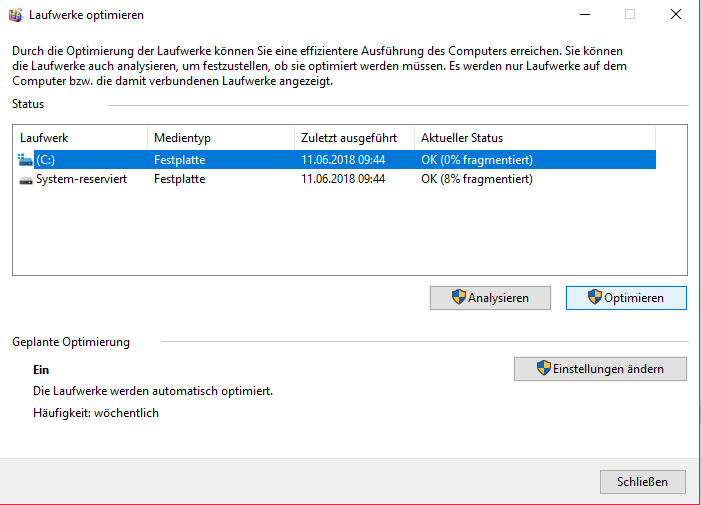 Laufwerke optimieren
Durch die Optimierung der Laufwerke können Sie eine effizientere Ausführung des Computers erreichen. Sie können
die Laufwerke auch analysieren, um festzustellen, ob sie optimiert werden müssen. Es werden nur Laufwerke auf dem
Computer bzw. die damit verbundenen Laufwerke angezeigt.
Status
Laufwerk Medientyp Zuletzt ausgeführt Aktueller Status
(C:) Festplatte 11.06.2018 09:44 OK (0% fragmentiert)
System-reserviert Festplatte 11.06.2018 09:44 OK (8% fragmentiert)
Analysieren Optimieren
Geplante Optimierung
Ein Einstellungen ändern
Die Laufwerke werden automatisch optimiert.
Häufigkeit: wöchentlich
Schließen